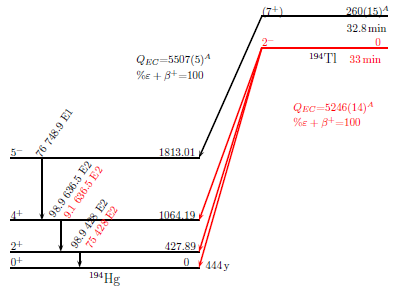 (7⁺) 260(15)ᴬ
32.8 min
2⁻ 0
¹⁹⁴Tl 33 min
Q_EC=5507(5)ᴬ
%ε + β⁺=100
Q_EC=5246(14)ᴬ
%ε + β⁺=100
76 748.9 E1
5⁻ 1813.01
98.9 636.5 E2
9.1 636.5 E2
4⁺ 1064.19
98.9 428 E2
75 428 E2
2⁺ 427.89
0⁺ 0 444 y
¹⁹⁴Hg